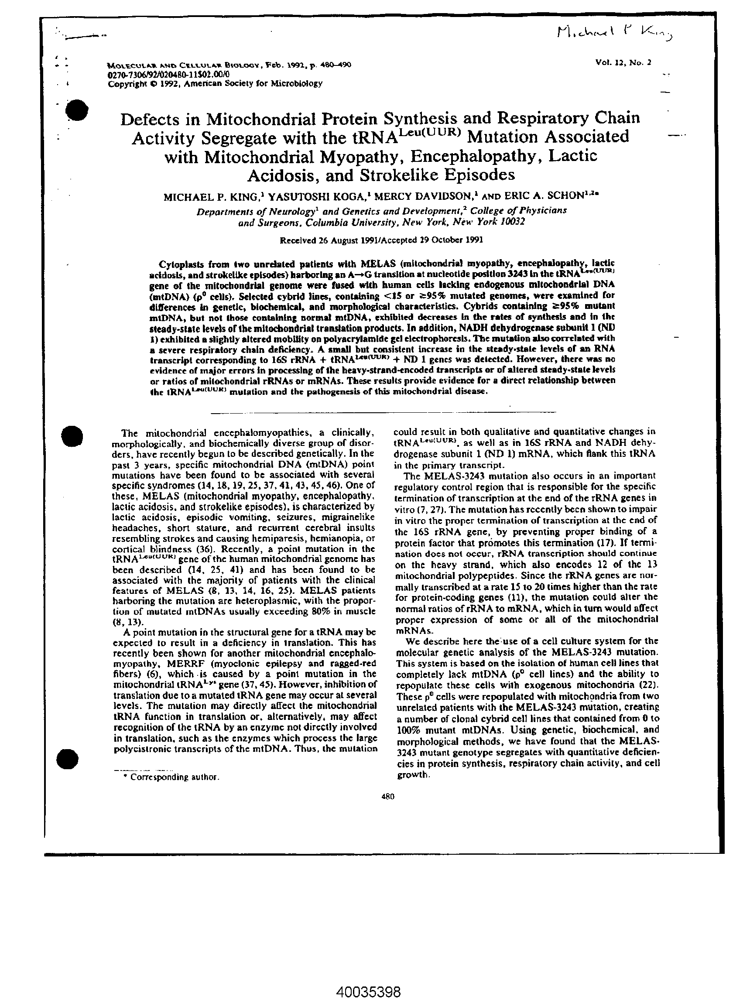 Michael P King
MOLECULAR AND CELLULAR BIOLOGY, Feb. 1992, p. 480-490
Vol. 12, No. 2
0270-7306/92/020480-11$02.00/0
Copyright © 1992, American Society for Microbiology
Defects in Mitochondrial Protein Synthesis and Respiratory Chain
Activity Segregate with the tRNALeu(UUR) Mutation Associated
with Mitochondrial Myopathy, Encephalopathy, Lactic
Acidosis, and Strokelike Episodes
MICHAEL P. KING,1 YASUTOSHI KOGA,1 MERCY DAVIDSON,1 AND ERIC A. SCHON1,2*
Departments of Neurology1 and Genetics and Development,2 College of Physicians
and Surgeons, Columbia University, New York, New York 10032
Received 26 August 1991/Accepted 29 October 1991
Cytoplasts from two unrelated patients with MELAS (mitochondrial myopathy, encephalopathy, lactic
acidosis, and strokelike episodes) harboring an A→G transition at nucleotide position 3243 in the tRNALeu(UUR)
gene of the mitochondrial genome were fused with human cells lacking endogenous mitochondrial DNA
(mtDNA) (ρ0 cells). Selected cybrid lines, containing <15 or ≥95% mutated genomes, were examined for
differences in genetic, biochemical, and morphological characteristics. Cybrids containing ≥95% mutant
mtDNA, but not those containing normal mtDNA, exhibited decreases in the rates of synthesis and in the
steady-state levels of the mitochondrial translation products. In addition, NADH dehydrogenase subunit 1 (ND
1) exhibited a slightly altered mobility on polyacrylamide gel electrophoresis. The mutation also correlated with
a severe respiratory chain deficiency. A small but consistent increase in the steady-state levels of an RNA
transcript corresponding to 16S rRNA + tRNALeu(UUR) + ND 1 genes was detected. However, there was no
evidence of major errors in processing of the heavy-strand-encoded transcripts or of altered steady-state levels
or ratios of mitochondrial rRNAs or mRNAs. These results provide evidence for a direct relationship between
the tRNALeu(UUR) mutation and the pathogenesis of this mitochondrial disease.
The mitochondrial encephalomyopathies, a clinically,
morphologically, and biochemically diverse group of disor-
ders, have recently begun to be described genetically. In the
past 3 years, specific mitochondrial DNA (mtDNA) point
mutations have been found to be associated with several
specific syndromes (14, 18, 19, 25, 37, 41, 43, 45, 46). One of
these, MELAS (mitochondrial myopathy, encephalopathy,
lactic acidosis, and strokelike episodes), is characterized by
lactic acidosis, episodic vomiting, seizures, migrainelike
headaches, short stature, and recurrent cerebral insults
resembling strokes and causing hemiparesis, hemianopia, or
cortical blindness (36). Recently, a point mutation in the
tRNALeu(UUR) gene of the human mitochondrial genome has
been described (14, 25, 41) and has been found to be
associated with the majority of patients with the clinical
features of MELAS (8, 13, 14, 16, 25). MELAS patients
harboring the mutation are heteroplasmic, with the propor-
tion of mutated mtDNAs usually exceeding 80% in muscle
(8, 13).
A point mutation in the structural gene for a tRNA may be
expected to result in a deficiency in translation. This has
recently been shown for another mitochondrial encephalo-
myopathy, MERRF (myoclonic epilepsy and ragged-red
fibers) (6), which is caused by a point mutation in the
mitochondrial tRNALys gene (37, 45). However, inhibition of
translation due to a mutated tRNA gene may occur at several
levels. The mutation may directly affect the mitochondrial
tRNA function in translation or, alternatively, may affect
recognition of the tRNA by an enzyme not directly involved
in translation, such as the enzymes which process the large
polycistronic transcripts of the mtDNA. Thus, the mutation
* Corresponding author.
could result in both qualitative and quantitative changes in
tRNALeu(UUR), as well as in 16S rRNA and NADH dehy-
drogenase subunit 1 (ND 1) mRNA, which flank this tRNA
in the primary transcript.
The MELAS-3243 mutation also occurs in an important
regulatory control region that is responsible for the specific
termination of transcription at the end of the rRNA genes in
vitro (7, 27). The mutation has recently been shown to impair
in vitro the proper termination of transcription at the end of
the 16S rRNA gene, by preventing proper binding of a
protein factor that promotes this termination (17). If termi-
nation does not occur, rRNA transcription should continue
on the heavy strand, which also encodes 12 of the 13
mitochondrial polypeptides. Since the rRNA genes are nor-
mally transcribed at a rate 15 to 20 times higher than the rate
for protein-coding genes (11), the mutation could alter the
normal ratios of rRNA to mRNA, which in turn would affect
proper expression of some or all of the mitochondrial
mRNAs.
We describe here the use of a cell culture system for the
molecular genetic analysis of the MELAS-3243 mutation.
This system is based on the isolation of human cell lines that
completely lack mtDNA (ρ0 cell lines) and the ability to
repopulate these cells with exogenous mitochondria (22).
These ρ0 cells were repopulated with mitochondria from two
unrelated patients with the MELAS-3243 mutation, creating
a number of clonal cybrid cell lines that contained from 0 to
100% mutant mtDNAs. Using genetic, biochemical, and
morphological methods, we have found that the MELAS-
3243 mutant genotype segregates with quantitative deficien-
cies in protein synthesis, respiratory chain activity, and cell
growth.
480
40035398